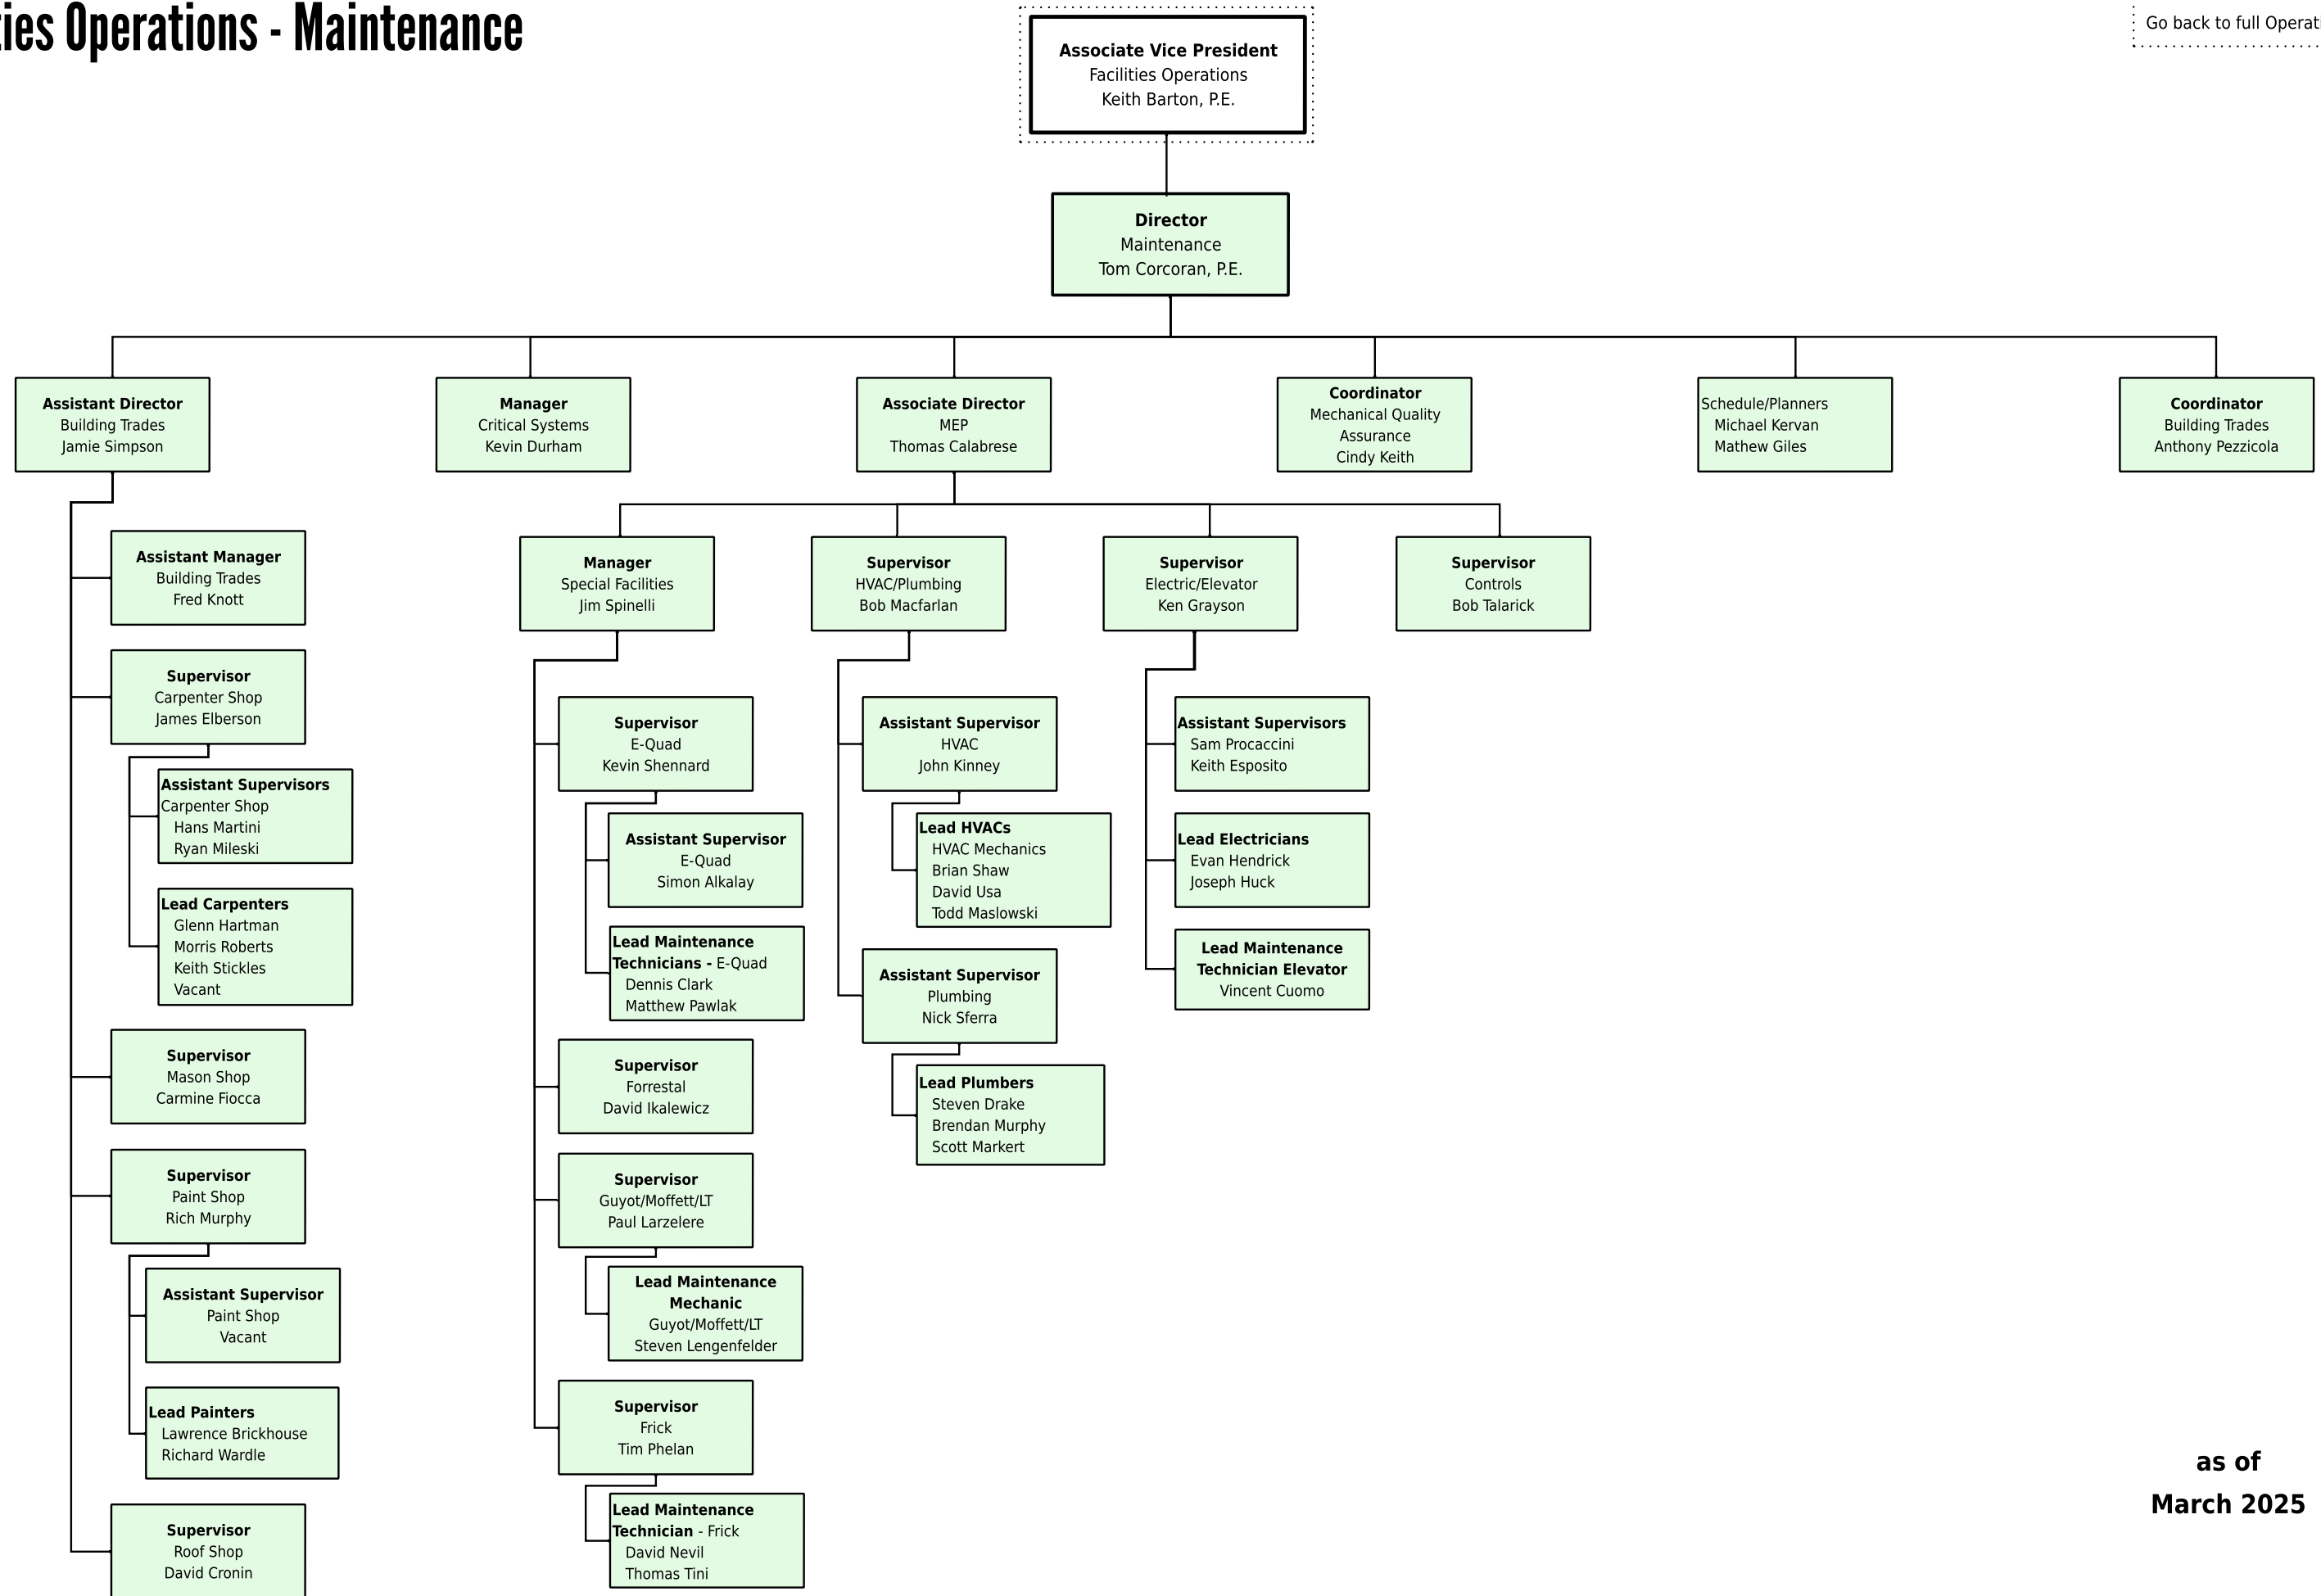 ies Operations - Maintenance
Go back to full Operat
Associate Vice President
Facilities Operations
Keith Barton, P.E.
Director
Maintenance
Tom Corcoran, P.E.
Assistant Director
Building Trades
Jamie Simpson
Manager
Critical Systems
Kevin Durham
Associate Director
MEP
Thomas Calabrese
Coordinator
Mechanical Quality
Assurance
Cindy Keith
Schedule/Planners
Michael Kervan
Mathew Giles
Coordinator
Building Trades
Anthony Pezzicola
Assistant Manager
Building Trades
Fred Knott
Supervisor
Carpenter Shop
James Elberson
Assistant Supervisors
Carpenter Shop
Hans Martini
Ryan Mileski
Lead Carpenters
Glenn Hartman
Morris Roberts
Keith Stickles
Vacant
Supervisor
Mason Shop
Carmine Fiocca
Supervisor
Paint Shop
Rich Murphy
Assistant Supervisor
Paint Shop
Vacant
Lead Painters
Lawrence Brickhouse
Richard Wardle
Supervisor
Roof Shop
David Cronin
Manager
Special Facilities
Jim Spinelli
Supervisor
E-Quad
Kevin Shennard
Assistant Supervisor
E-Quad
Simon Alkalay
Lead Maintenance
Technicians - E-Quad
Dennis Clark
Matthew Pawlak
Supervisor
Forrestal
David Ikalewicz
Supervisor
Guyot/Moffett/LT
Paul Larzelere
Lead Maintenance
Mechanic
Guyot/Moffett/LT
Steven Lengenfelder
Supervisor
Frick
Tim Phelan
Lead Maintenance
Technician - Frick
David Nevil
Thomas Tini
Supervisor
HVAC/Plumbing
Bob Macfarlan
Assistant Supervisor
HVAC
John Kinney
Lead HVACs
HVAC Mechanics
Brian Shaw
David Usa
Todd Maslowski
Assistant Supervisor
Plumbing
Nick Sferra
Lead Plumbers
Steven Drake
Brendan Murphy
Scott Markert
Supervisor
Electric/Elevator
Ken Grayson
Assistant Supervisors
Sam Procaccini
Keith Esposito
Lead Electricians
Evan Hendrick
Joseph Huck
Lead Maintenance
Technician Elevator
Vincent Cuomo
Supervisor
Controls
Bob Talarick
as of
March 2025